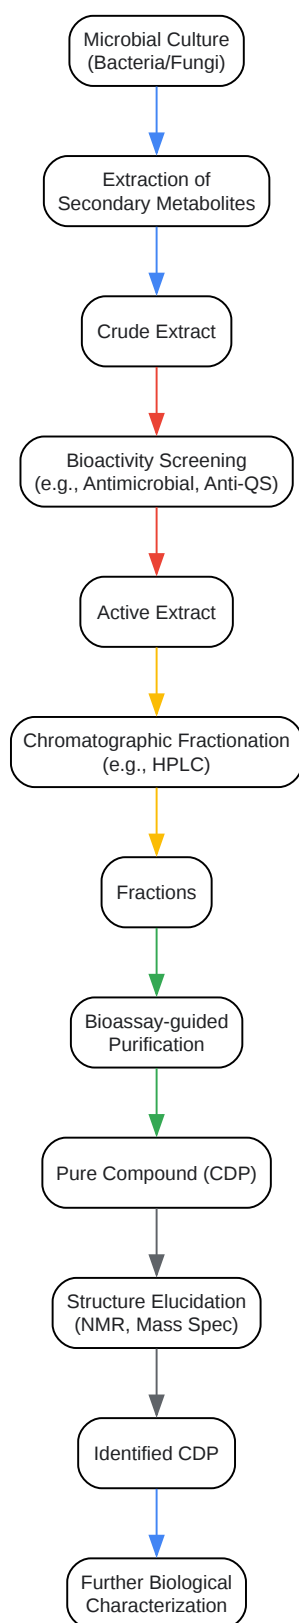 Microbial Culture
(Bacteria/Fungi)
Extraction of
Secondary Metabolites
Crude Extract
Bioactivity Screening
(e.g., Antimicrobial, Anti-QS)
Active Extract
Chromatographic Fractionation
(e.g., HPLC)
Fractions
Bioassay-guided
Purification
Pure Compound (CDP)
Structure Elucidation
(NMR, Mass Spec)
Identified CDP
Further Biological
Characterization